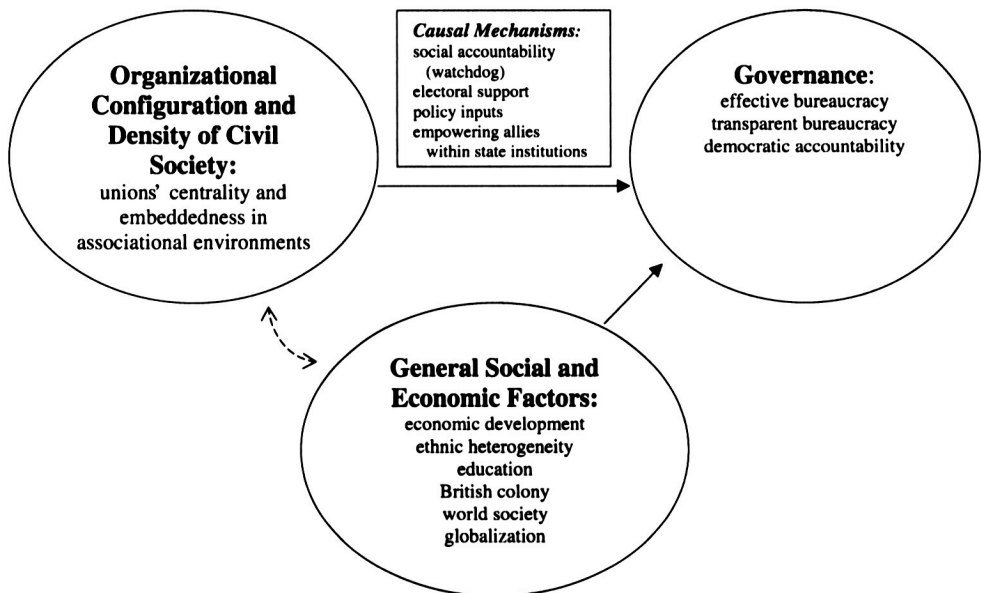 Organizational
Configuration and
Density of Civil
Society:
unions' centrality and
embeddedness in
associational environments
Causal Mechanisms:
social accountability
(watchdog)
electoral support
policy inputs
empowering allies
within state institutions
Governance:
effective bureaucracy
transparent bureaucracy
democratic accountability
General Social and
Economic Factors:
economic development
ethnic heterogeneity
education
British colony
world society
globalization